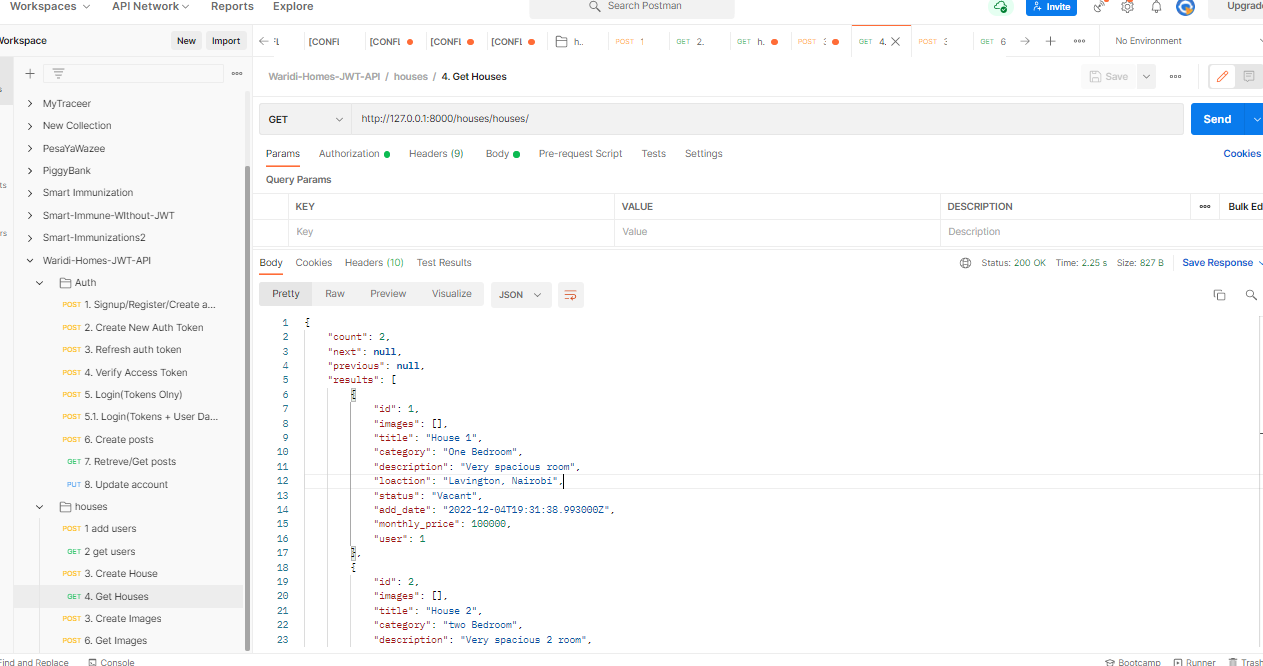 Workspaces API Network Reports Explore Search Postman Invite Upgrade
Workspace New Import
[CONFI [CONFI [CONFI [CONFI h.. POST 1 GET 2. GET h. POST GET 4. POST 3 GET 6 No Environment
Waridi-Homes-JWT-API / houses / 4. Get Houses Save
GET http://127.0.0.1:8000/houses/houses/ Send
Params Authorization Headers (9) Body Pre-request Script Tests Settings Cookies
Query Params
KEY VALUE DESCRIPTION Bulk Ed
Key Value Description
Body Cookies Headers (10) Test Results Status: 200 OK Time: 2.25 s Size: 827 B Save Response
Pretty Raw Preview Visualize JSON
MyTraceer
New Collection
PesaYaWazee
PiggyBank
Smart Immunization
Smart-Immune-WIthout-JWT
Smart-Immunizations2
Waridi-Homes-JWT-API
Auth
POST 1. Signup/Register/Create a...
POST 2. Create New Auth Token
POST 3. Refresh auth token
POST 4. Verify Access Token
POST 5. Login(Tokens Olny)
POST 5.1. Login(Tokens + User Da...
POST 6. Create posts
GET 7. Retreve/Get posts
PUT 8. Update account
houses
POST 1 add users
GET 2 get users
POST 3. Create House
GET 4. Get Houses
POST 3. Create Images
POST 6. Get Images
1 {
2 "count": 2,
3 "next": null,
4 "previous": null,
5 "results": [
6 {
7 "id": 1,
8 "images": [],
9 "title": "House 1",
10 "category": "One Bedroom",
11 "description": "Very spacious room",
12 "loaction": "Lavington, Nairobi",
13 "status": "Vacant",
14 "add_date": "2022-12-04T19:31:38.993000Z",
15 "monthly_price": 100000,
16 "user": 1
17 },
18 {
19 "id": 2,
20 "images": [],
21 "title": "House 2",
22 "category": "two Bedroom",
23 "description": "Very spacious 2 room",
Find and Replace Console Bootcamp Runner Trash